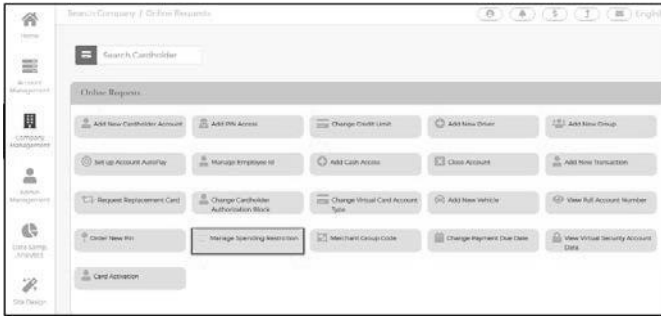 Search Company / Online Requests
English
Home
Search Cardholder
Account
Management
Online Requests
Company
Management
Add New Cardholder Account
Add PIN Access
Change Credit Limit
Add New Driver
Add New Group
Set up Account AutoPay
Manage Employee Id
Add Cash Access
Close Account
Add New Transaction
Admin
Management
Request Replacement Card
Change Cardholder
Authorization Block
Change Virtual Card Account
Type
Add New Vehicle
View Full Account Number
Order New Pin
Manage Spending Restriction
Merchant Group Code
Change Payment Due Date
View Virtual Security Account
Data
Analytics
Card Activation
Site Design